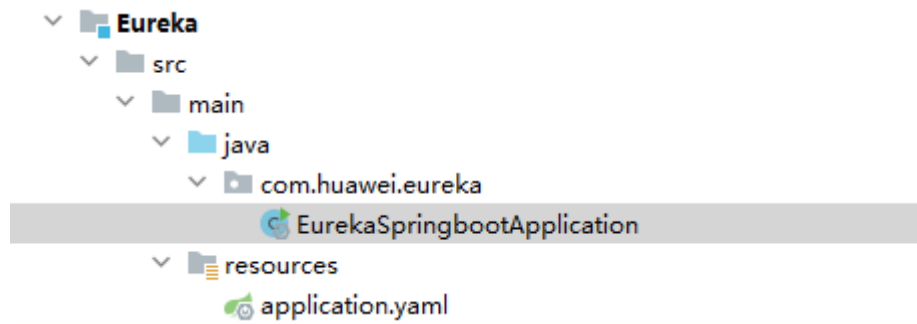 Eureka
src
main
java
com.huawei.eureka
EurekaSpringbootApplication
resources
application.yaml